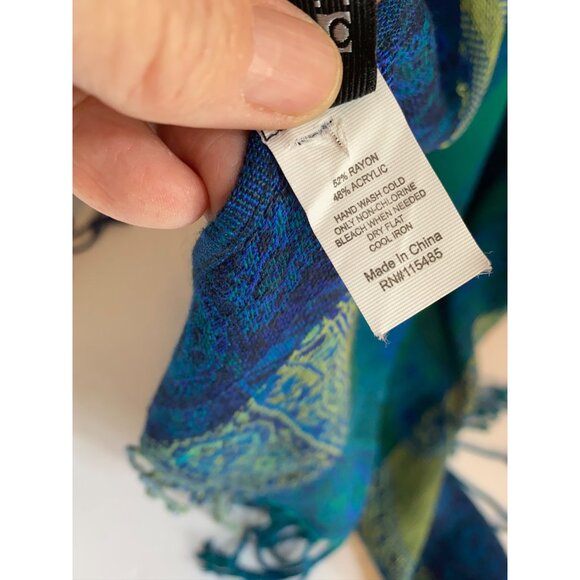 52% RAYON
48% ACRYLIC
HAND WASH COLD
ONLY NON-CHLORINE
BLEACH WHEN NEEDED
DRY FLAT
COOL IRON
Made in China
RN#115485